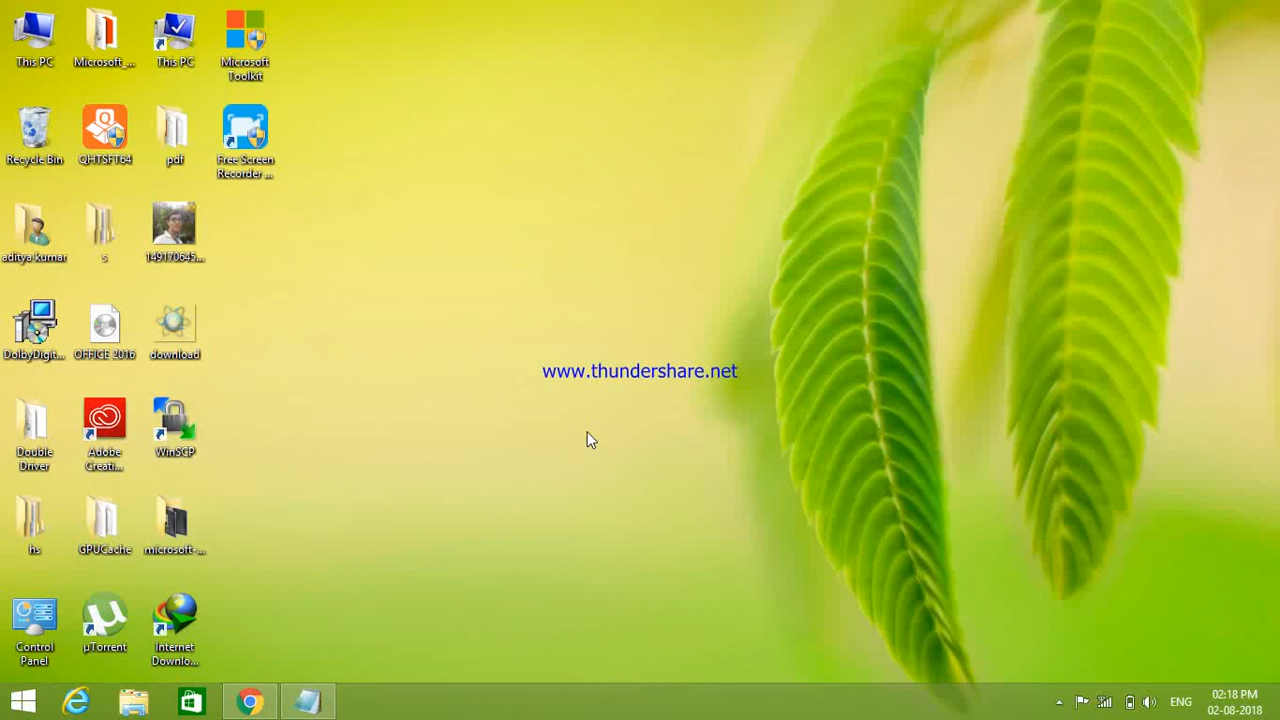 This PC
Microsoft_...
This PC
Microsoft
Toolkit
Recycle Bin
QHTSFT64
pdf
Free Screen
Recorder ...
aditya kumar
s
149170645...
DolbyDigit...
OFFICE 2016
download
www.thundershare.net
Double
Driver
Adobe
Creati...
WinSCP
hs
GPUCache
microsoft-...
Control
Panel
µTorrent
Internet
Downlo...
ENG
02:18 PM
02-08-2018